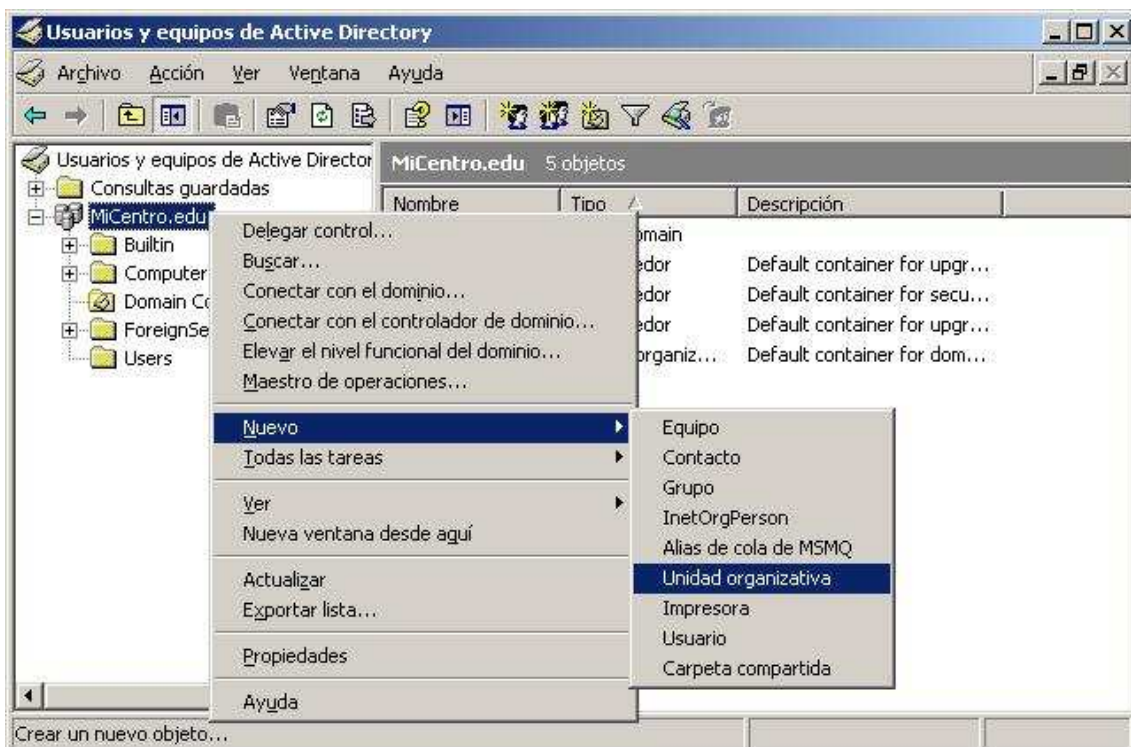 Usuarios y equipos de Active Directory
Archivo Acción Ver Ventana Ayuda
Usuarios y equipos de Active Director
Consultas guardadas
MiCentro.edu
Builtin
Computer
Domain Co
ForeignSe
Users
MiCentro.edu 5 objetos
Nombre Tipo Descripción
omain
edor Default container for upgr...
edor Default container for secu...
edor Default container for upgr...
organiz... Default container for dom...
Delegar control...
Buscar...
Conectar con el dominio...
Conectar con el controlador de dominio...
Elevar el nivel funcional del dominio...
Maestro de operaciones...
Nuevo
Todas las tareas
Ver
Nueva ventana desde aquí
Actualizar
Exportar lista...
Propiedades
Ayuda
Equipo
Contacto
Grupo
InetOrgPerson
Alias de cola de MSMQ
Unidad organizativa
Impresora
Usuario
Carpeta compartida
Crear un nuevo objeto...